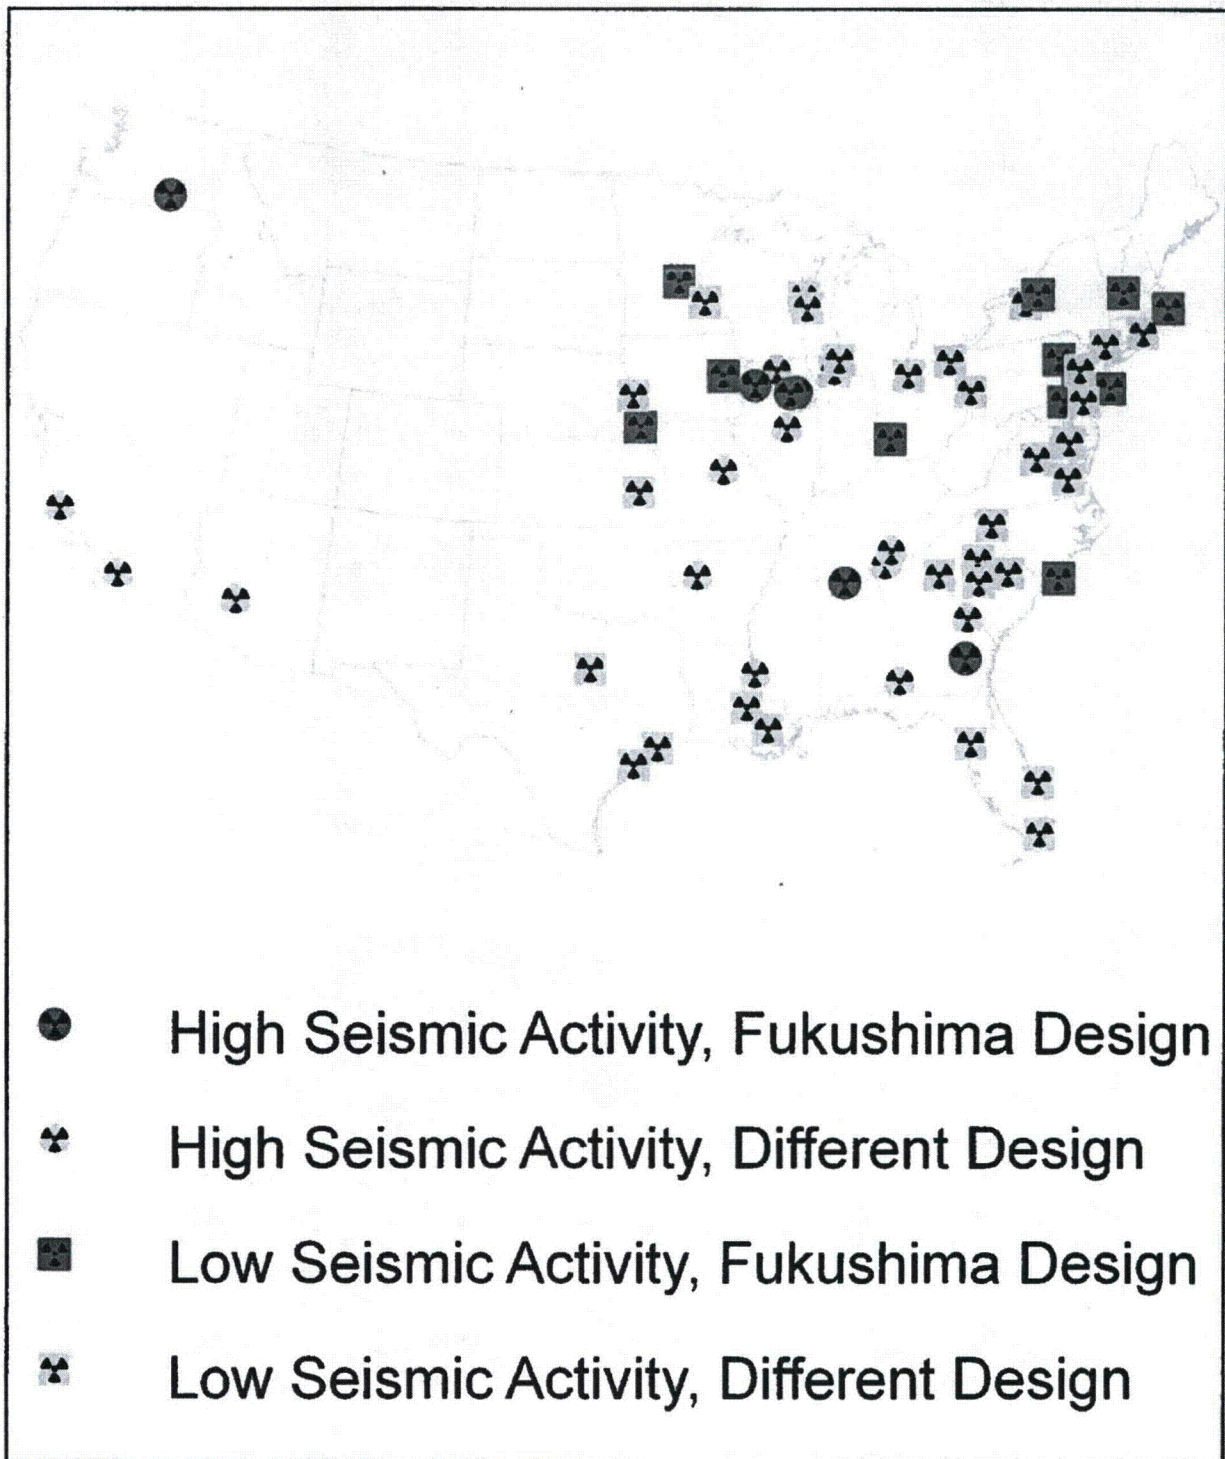 High Seismic Activity, Fukushima Design
High Seismic Activity, Different Design
Low Seismic Activity, Fukushima Design
Low Seismic Activity, Different Design